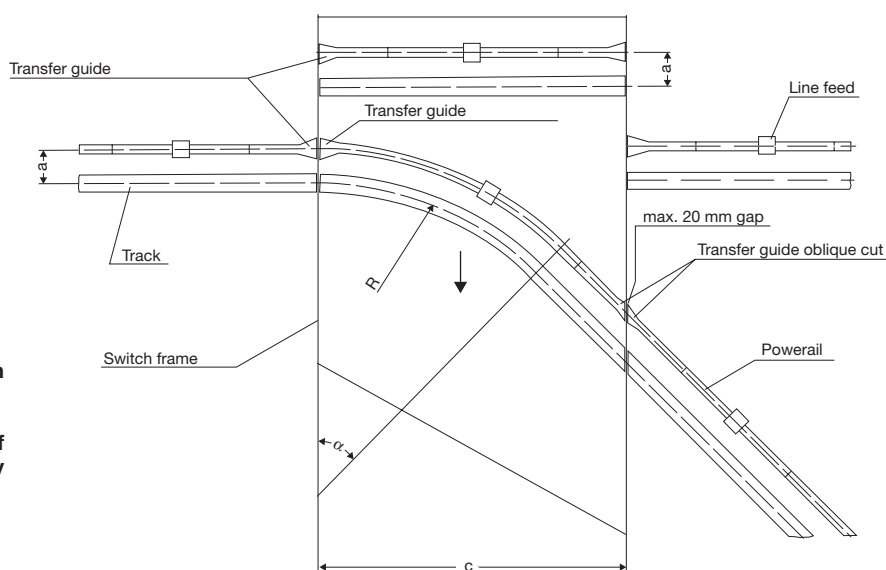 Transfer guide
a
Line feed
Transfer guide
a
max. 20 mm gap
Transfer guide oblique cut
Track
R
Switch frame
Powerail
α
c